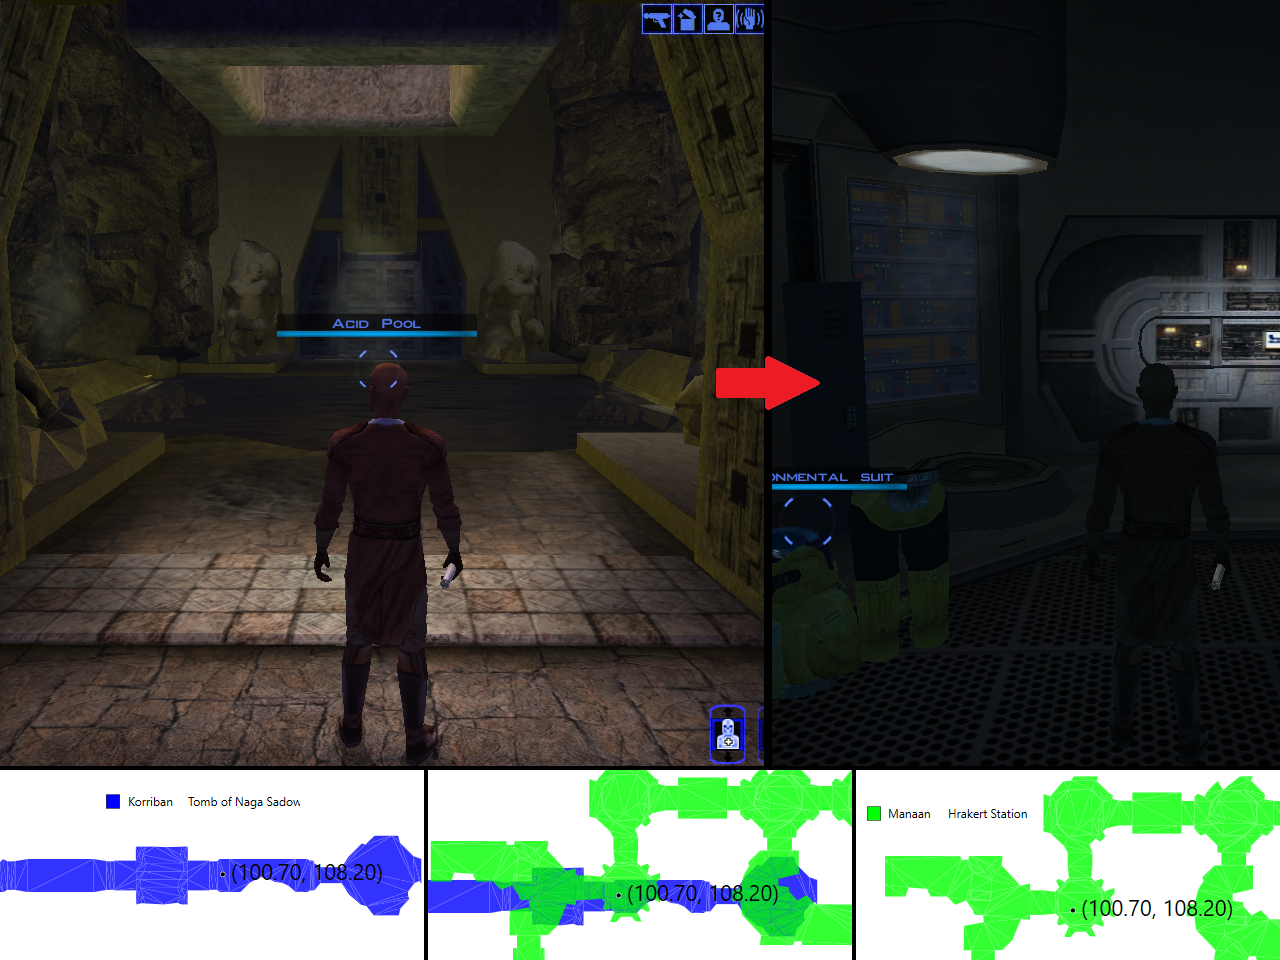 Acid Pool
ONMENTAL SUIT
Korriban Tomb of Naga Sadow
(100.70, 108.20)
(100.70, 108.20)
Manaan Hrakert Station
(100.70, 108.20)